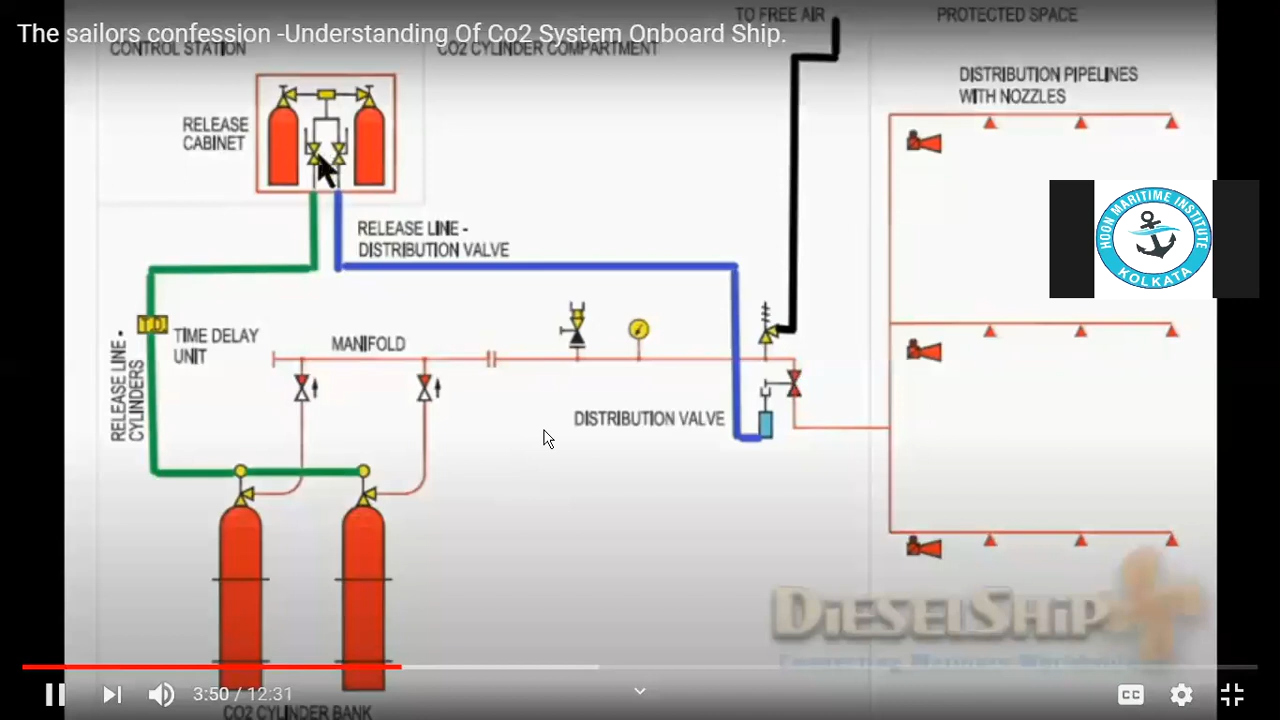 The sailors confession -Understanding Of Co2 System Onboard Ship.
TO FREE AIR
PROTECTED SPACE
CONTROL STATION
CO2 CYLINDER COMPARTMENT
DISTRIBUTION PIPELINES
WITH NOZZLES
RELEASE
CABINET
HOON MARITIME INSTITUTE
KOLKATA
RELEASE LINE -
DISTRIBUTION VALVE
TD
TIME DELAY
UNIT
MANIFOLD
RELEASE LINE -
CYLINDERS
DISTRIBUTION VALVE
DIESELSHIP
3:50 / 12:31
CC
CO2 CYLINDER BANK